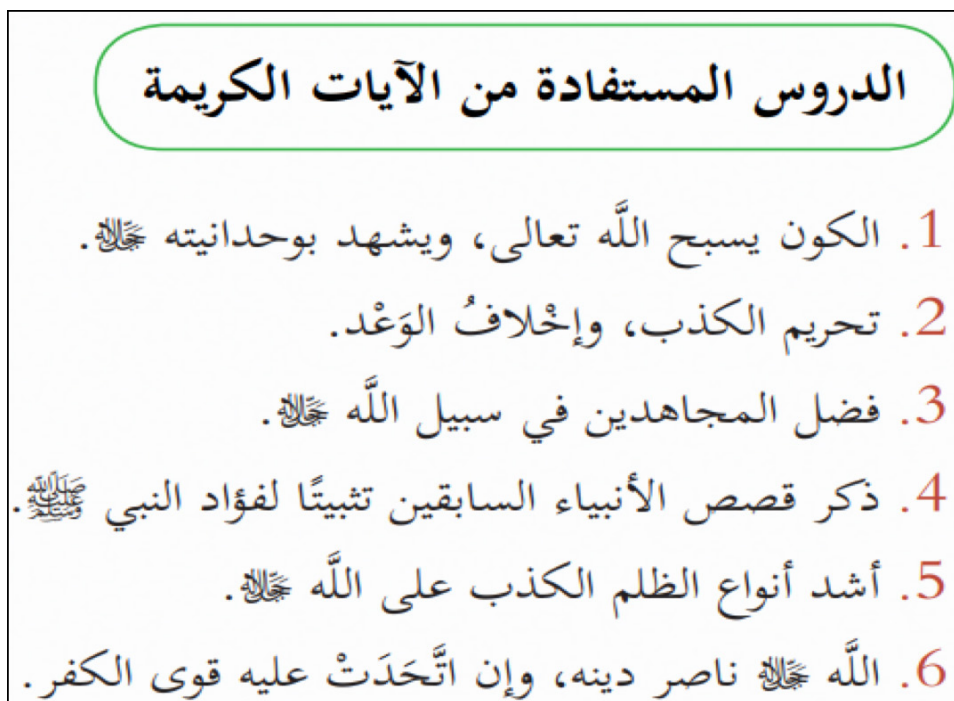 الدروس المستفادة من الآيات الكريمة
1. الكون يسبح اللَّه تعالى، ويشهد بوحدانيته ﷻ.
2. تحريم الكذب، وإخْلافُ الوَعْد.
3. فضل المجاهدين في سبيل اللَّه ﷻ.
4. ذكر قصص الأنبياء السابقين تثبيتًا لفؤاد النبي ﷺ.
5. أشد أنواع الظلم الكذب على اللَّه ﷻ.
6. اللَّه ﷻ ناصر دينه، وإن اتَّحَدَتْ عليه قوى الكفر.